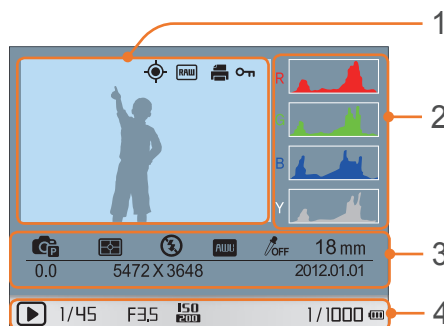 1
RAW
R
G
B
Y
2
P
AWB
OFF
18 mm
0.0
5472 X 3648
2012.01.01
3
1/45
F3.5
ISO
200
1/1000
4